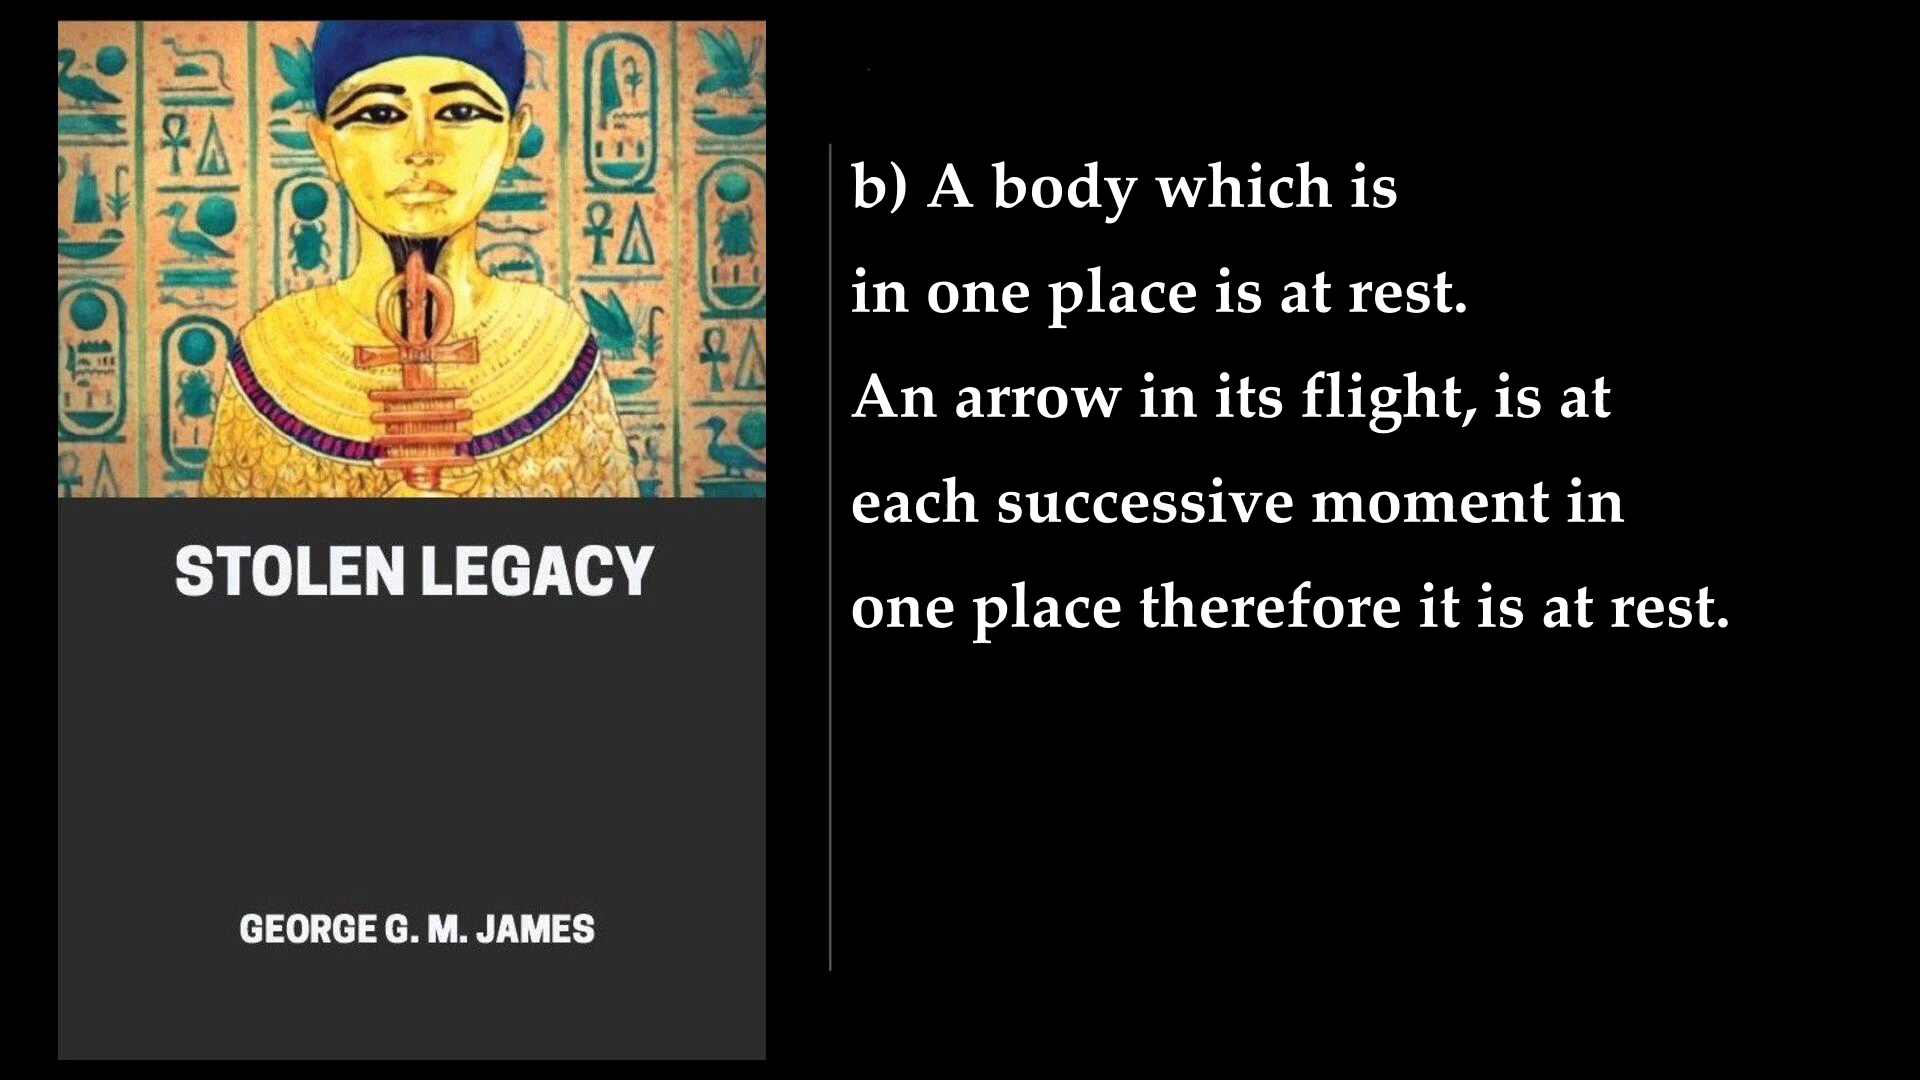 STOLEN LEGACY
GEORGE G. M. JAMES
b) A body which is
in one place is at rest.
An arrow in its flight, is at
each successive moment in
one place therefore it is at rest.